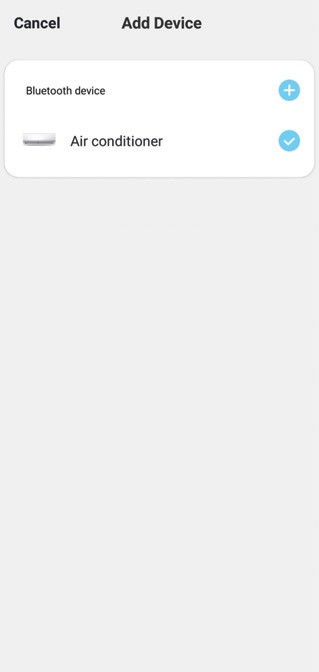 Cancel Add Device
Bluetooth device
Air conditioner